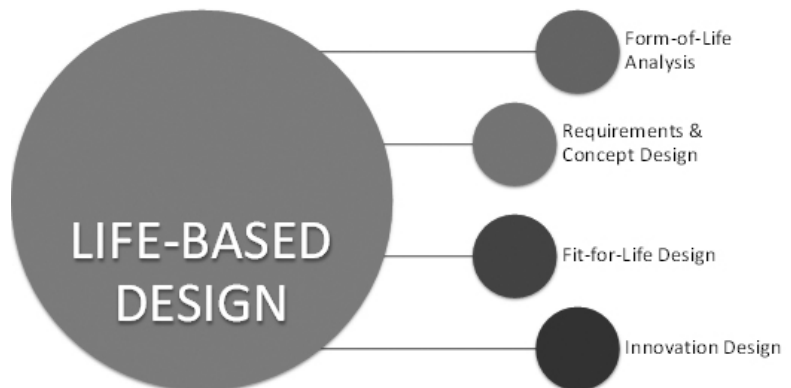 LIFE-BASED
DESIGN
Form-of-Life
Analysis
Requirements &
Concept Design
Fit-for-Life Design
Innovation Design